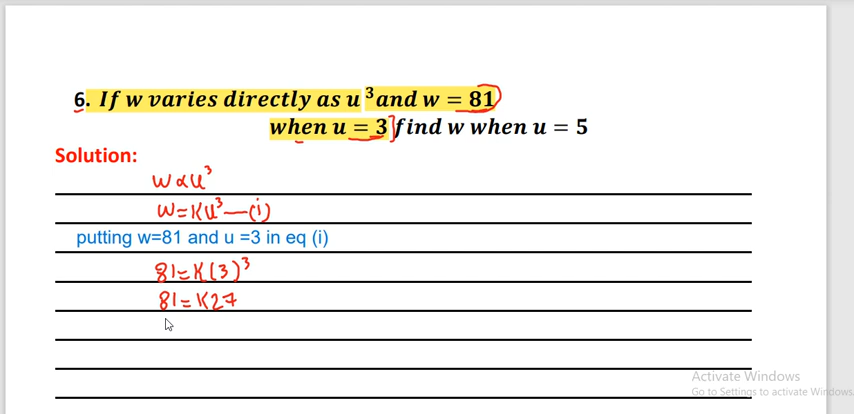 6. If w varies directly as u³ and w = 81
when u = 3 find w when u = 5
Solution:
w ∝ u³
w = Ku³ — (i)
putting w=81 and u =3 in eq (i)
81 = K(3)³
81 = K27
Activate Windows
Go to Settings to activate Windows.